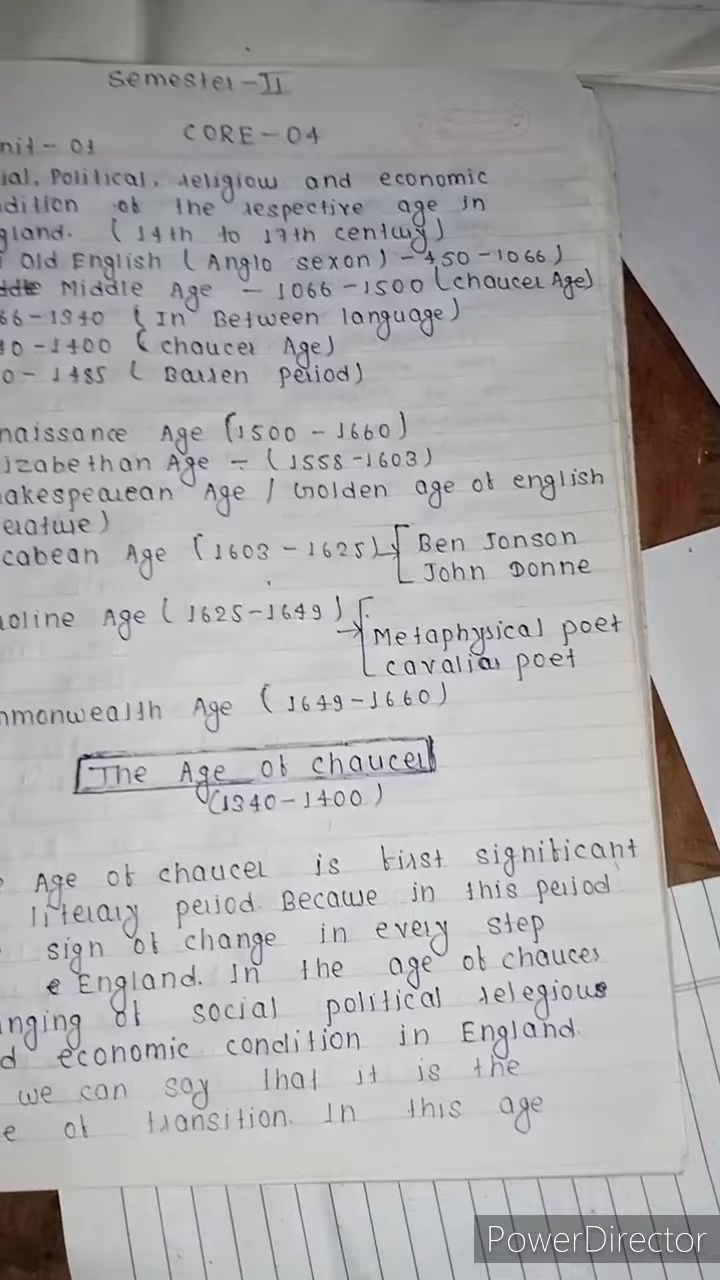 Semester-II
CORE-04
nit-01
ial, Political, religiow and economic
dition of the respective age in
gland. (14th to 17th centuy)
Old English (Anglo sexon) - 450-1066)
Middle Age - 1066-1500 (chaucer Age)
66-1340 (In Between language)
40-1400 (chaucer Age)
0-1485 (Barren period)
naissance Age (1500-1660)
izabethan Age - (1558-1603)
akespearean Age / Golden age of english
erature)
cabean Age (1603-1625) Ben Jonson
John Donne
roline Age (1625-1649)
Metaphysical poet
cavaliar poet
mmonwealth Age (1649-1660)
The Age of chaucer
(1340-1400)
Age of chaucer is first significant
literary period. Because in this period
sign of change in every step
e England. In the age of chaucer
nging of social political relegious
d economic condition in England.
we can say that it is the
e of transition. In this age
PowerDirector